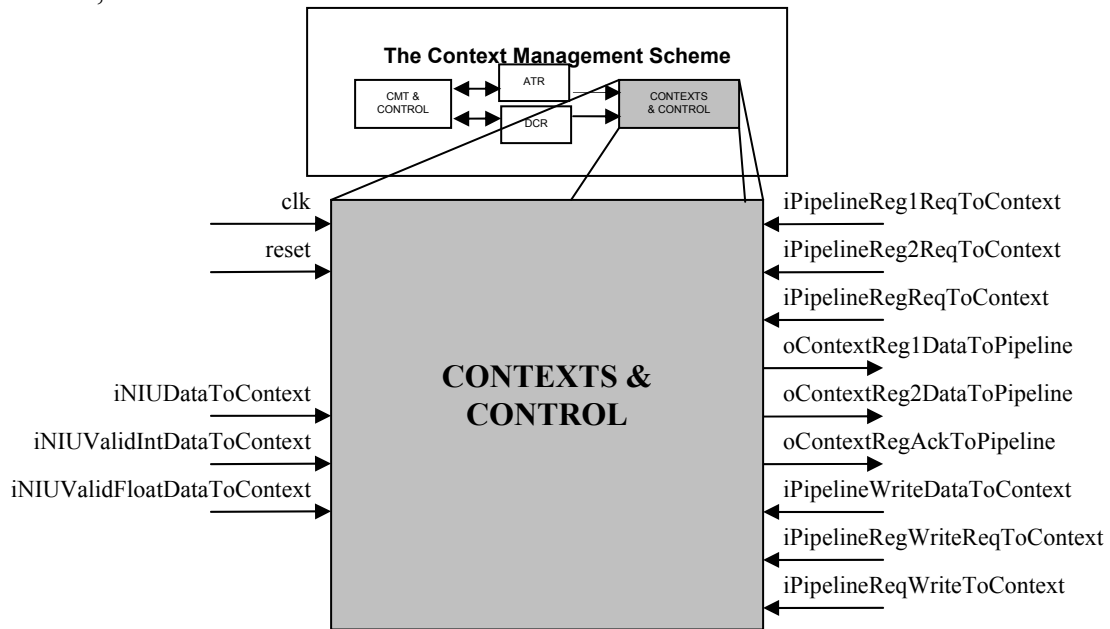 The Context Management Scheme
ATR
CMT &
CONTROL
CONTEXTS
& CONTROL
DCR
clk
reset
iNIUDataToContext
iNIUValidIntDataToContext
iNIUValidFloatDataToContext
CONTEXTS &
CONTROL
iPipelineReg1ReqToContext
iPipelineReg2ReqToContext
iPipelineRegReqToContext
oContextReg1DataToPipeline
oContextReg2DataToPipeline
oContextRegAckToPipeline
iPipelineWriteDataToContext
iPipelineRegWriteReqToContext
iPipelineReqWriteToContext